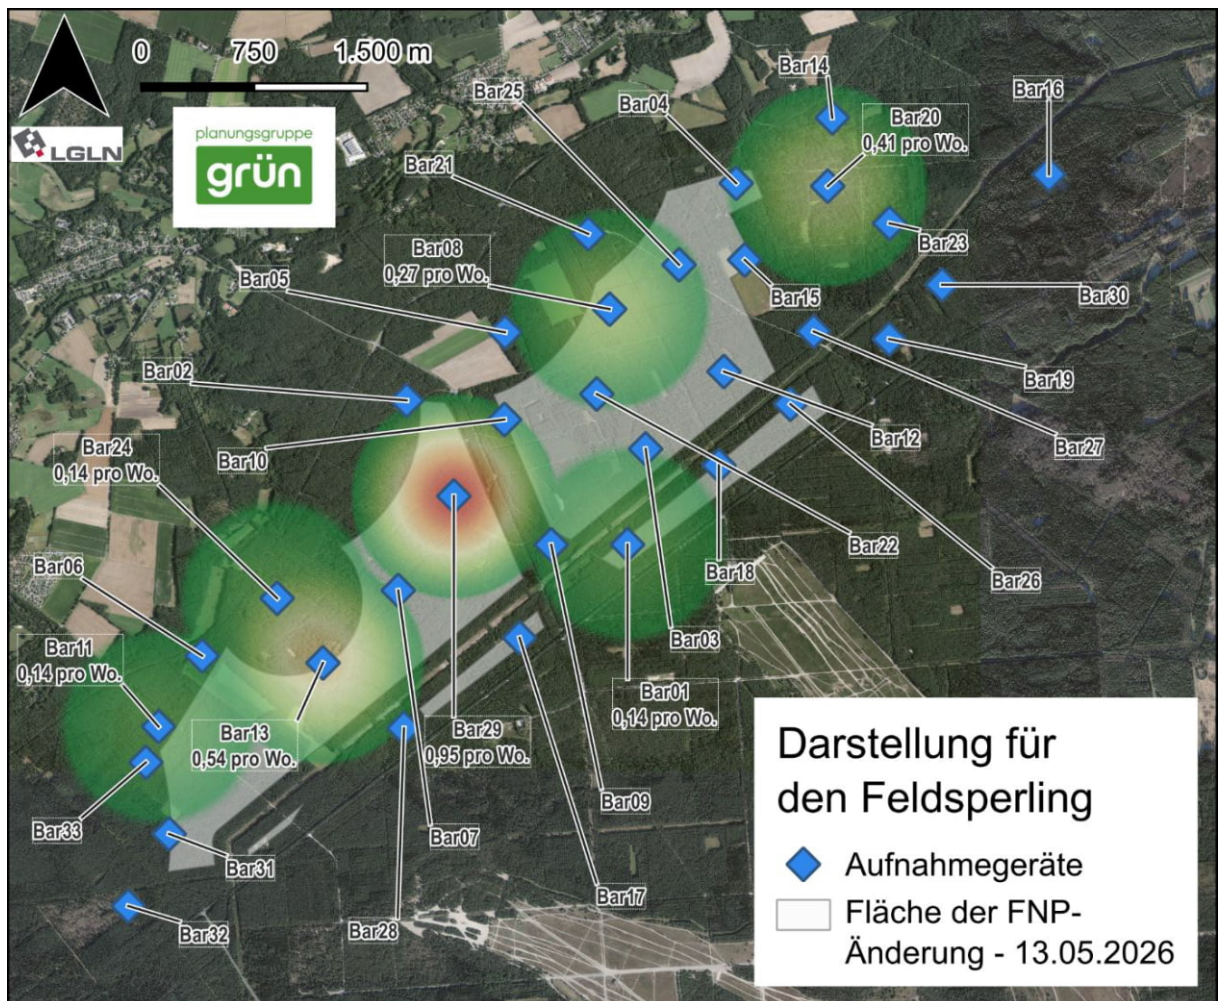 0 750 1.500 m
LGLN
planungsgruppe
grün
Bar14
Bar16
Bar25
Bar04
Bar20
0,41 pro Wo.
Bar21
Bar23
Bar08
0,27 pro Wo.
Bar05
Bar15
Bar30
Bar02
Bar19
Bar12
Bar27
Bar24
0,14 pro Wo.
Bar10
Bar22
Bar06
Bar18
Bar26
Bar11
0,14 pro Wo.
Bar03
Bar01
0,14 pro Wo.
Bar13
0,54 pro Wo.
Bar29
0,95 pro Wo.
Bar09
Bar33
Bar07
Bar31
Bar17
Bar32
Bar28
Darstellung für
den Feldsperling
Aufnahmegeräte
Fläche der FNP-
Änderung - 13.05.2026